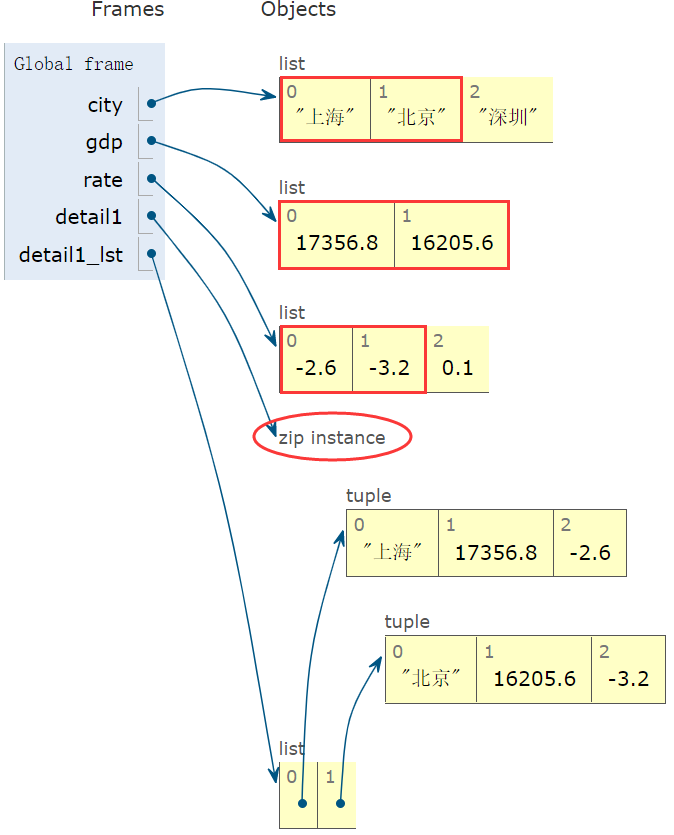 Frames Objects
Global frame
city
gdp
rate
detail1
detail1_lst
list
0 1 2
"上海" "北京" "深圳"
list
0 1
17356.8 16205.6
list
0 1 2
-2.6 -3.2 0.1
zip instance
tuple
0 1 2
"上海" 17356.8 -2.6
tuple
0 1 2
"北京" 16205.6 -3.2
list
0 1